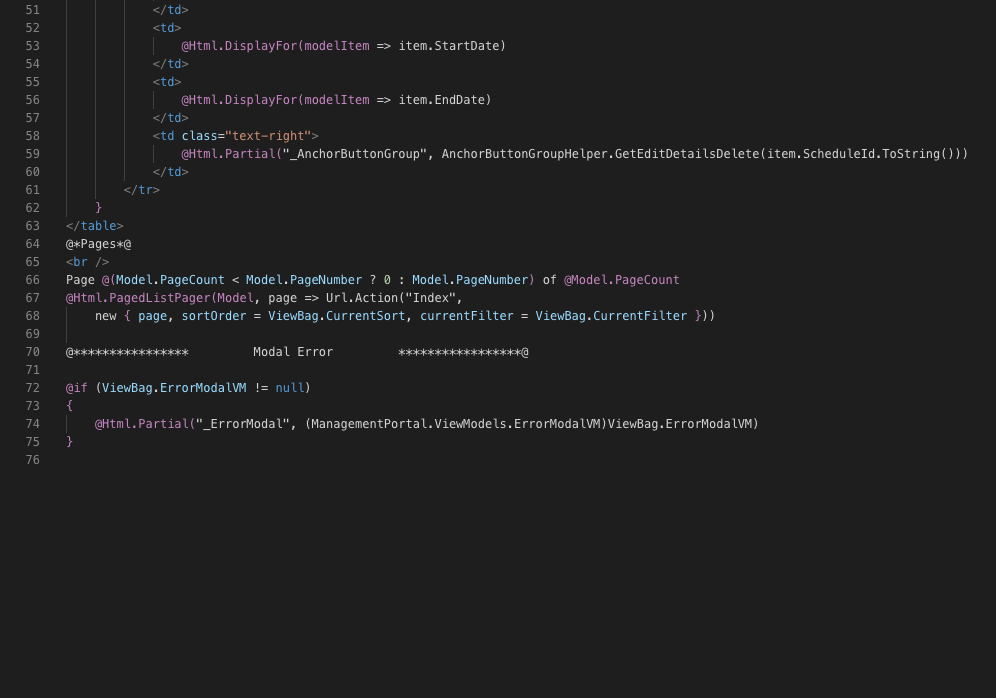 51 </td>
52 <td>
53 @Html.DisplayFor(modelItem => item.StartDate)
54 </td>
55 <td>
56 @Html.DisplayFor(modelItem => item.EndDate)
57 </td>
58 <td class="text-right">
59 @Html.Partial("_AnchorButtonGroup", AnchorButtonGroupHelper.GetEditDetailsDelete(item.ScheduleId.ToString()))
60 </td>
61 </tr>
62 }
63 </table>
64 @*Pages*@
65 <br />
66 Page @(Model.PageCount < Model.PageNumber ? 0 : Model.PageNumber) of @Model.PageCount
67 @Html.PagedListPager(Model, page => Url.Action("Index",
68 new { page, sortOrder = ViewBag.CurrentSort, currentFilter = ViewBag.CurrentFilter }))
69
70 @**************** Modal Error *****************@
71
72 @if (ViewBag.ErrorModalVM != null)
73 {
74 @Html.Partial("_ErrorModal", (ManagementPortal.ViewModels.ErrorModalVM)ViewBag.ErrorModalVM)
75 }
76